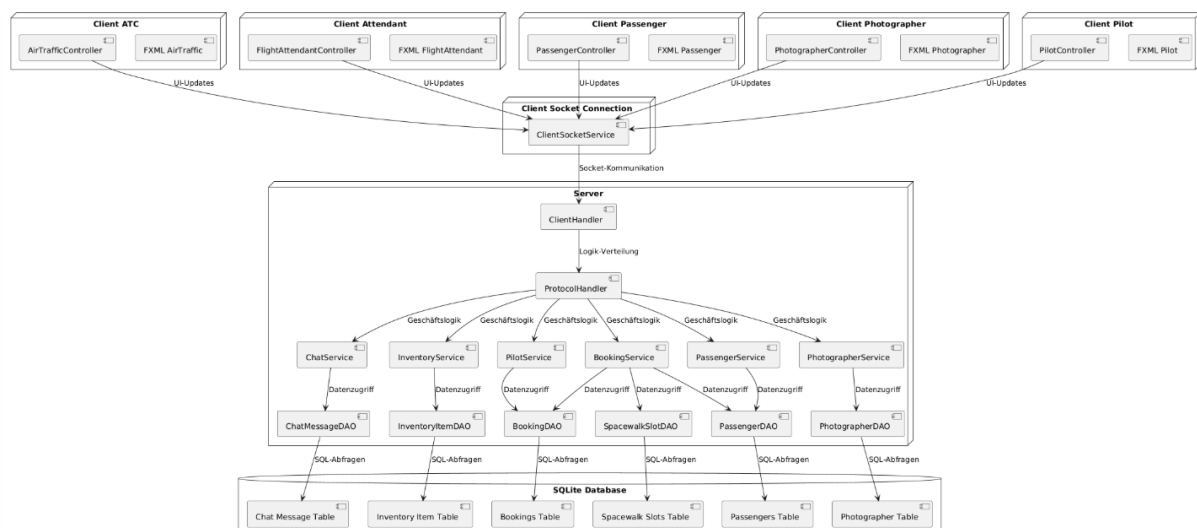 Client ATC
AirTrafficController
FXML AirTraffic
Client Attendant
FlightAttendantController
FXML FlightAttendant
Client Passenger
PassengerController
FXML Passenger
Client Photographer
PhotographerController
FXML Photographer
Client Pilot
PilotController
FXML Pilot
UI-Updates
UI-Updates
UI-Updates
UI-Updates
UI-Updates
Client Socket Connection
ClientSocketService
Socket-Kommunikation
Server
ClientHandler
Logik-Verteilung
ProtocolHandler
Geschäftslogik
Geschäftslogik
Geschäftslogik
Geschäftslogik
Geschäftslogik
Geschäftslogik
ChatService
InventoryService
PilotService
BookingService
PassengerService
PhotographerService
Datenzugriff
Datenzugriff
Datenzugriff
Datenzugriff
Datenzugriff
Datenzugriff
Datenzugriff
Datenzugriff
ChatMessageDAO
InventoryItemDAO
BookingDAO
SpacewalkSlotDAO
PassengerDAO
PhotographerDAO
SQL-Abfragen
SQL-Abfragen
SQL-Abfragen
SQL-Abfragen
SQL-Abfragen
SQL-Abfragen
SQLite Database
Chat Message Table
Inventory Item Table
Bookings Table
Spacewalk Slots Table
Passengers Table
Photographer Table